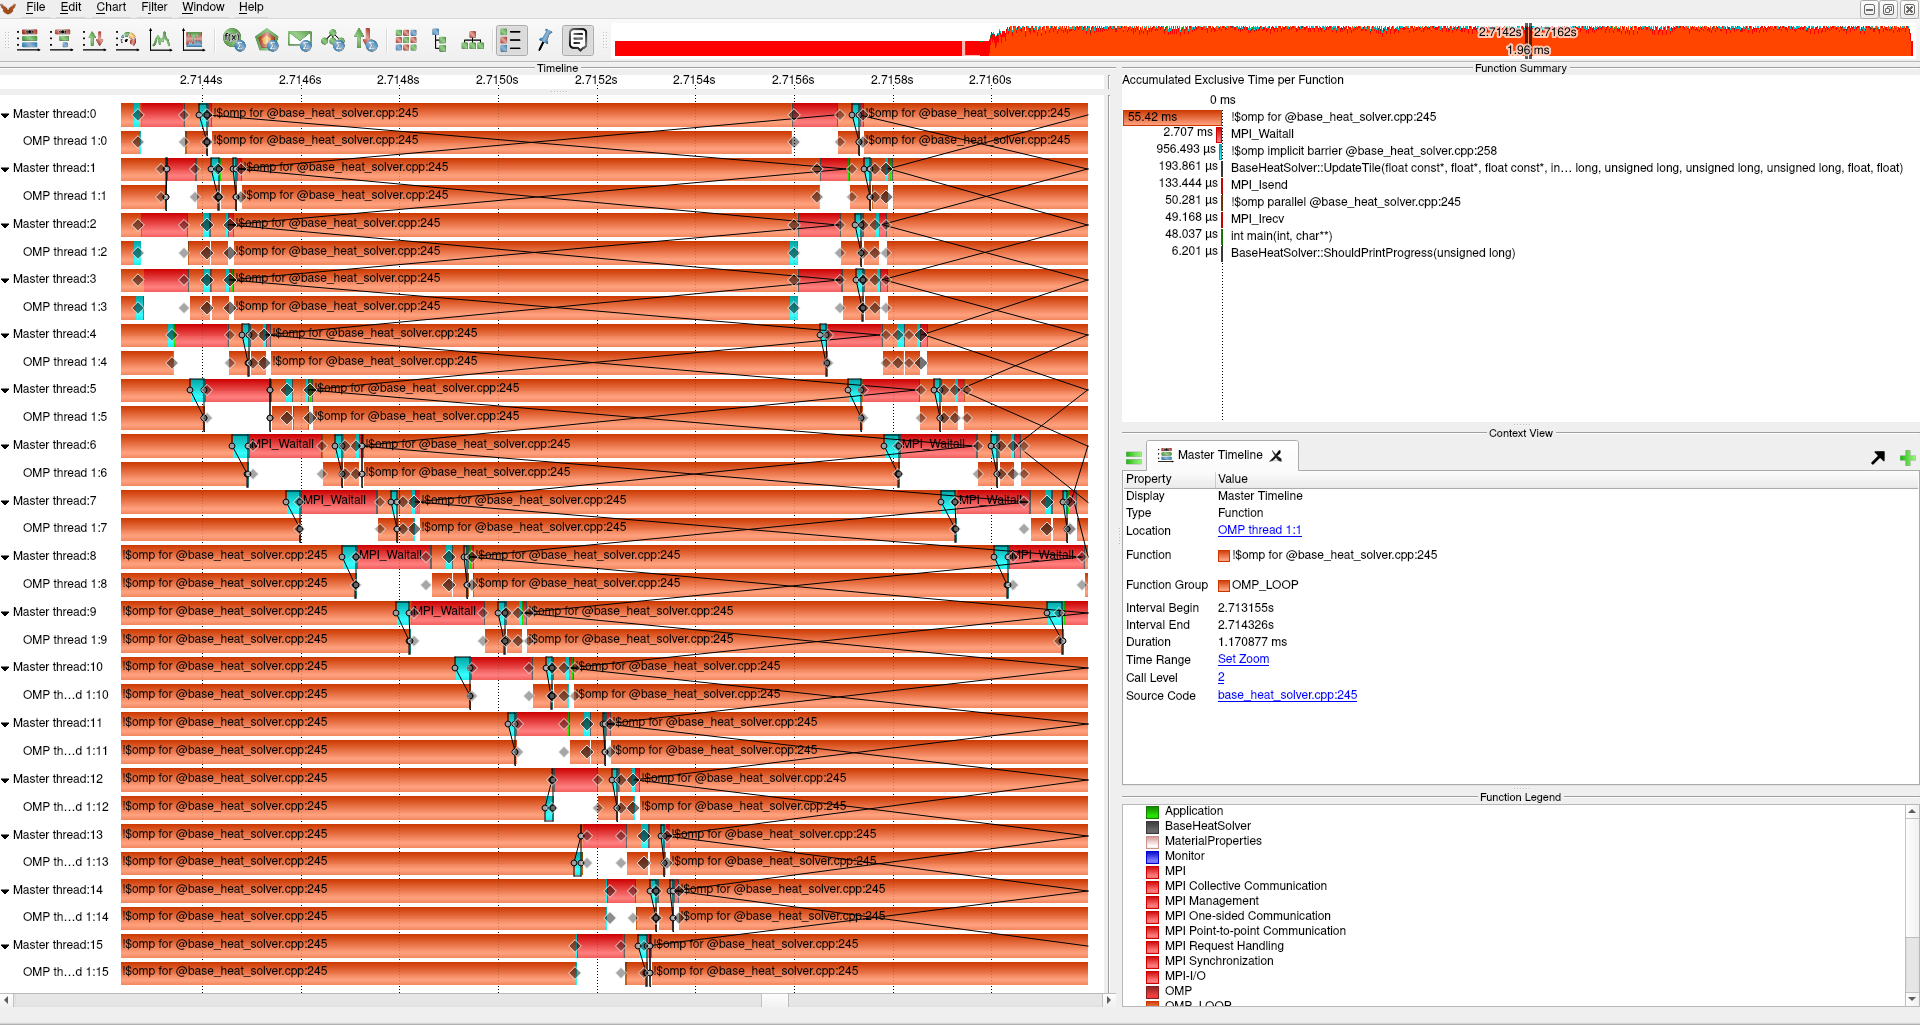 File Edit Chart Filter Window Help
2.7142s 2.7162s
1.96 ms
Timeline
2.7144s 2.7146s 2.7148s 2.7150s 2.7152s 2.7154s 2.7156s 2.7158s 2.7160s
Master thread:0 !$omp for @base_heat_solver.cpp:245 !$omp for @base_heat_solver.cpp:245
OMP thread 1:0 !$omp for @base_heat_solver.cpp:245 !$omp for @base_heat_solver.cpp:245
Master thread:1 !$omp for @base_heat_solver.cpp:245
OMP thread 1:1 !$omp for @base_heat_solver.cpp:245
Master thread:2 !$omp for @base_heat_solver.cpp:245
OMP thread 1:2 !$omp for @base_heat_solver.cpp:245
Master thread:3 !$omp for @base_heat_solver.cpp:245
OMP thread 1:3 !$omp for @base_heat_solver.cpp:245
Master thread:4 !$omp for @base_heat_solver.cpp:245
OMP thread 1:4 !$omp for @base_heat_solver.cpp:245
Master thread:5 !$omp for @base_heat_solver.cpp:245
OMP thread 1:5 !$omp for @base_heat_solver.cpp:245
Master thread:6 MPI_Waitall !$omp for @base_heat_solver.cpp:245 MPI_Waitall
OMP thread 1:6 !$omp for @base_heat_solver.cpp:245
Master thread:7 MPI_Waitall !$omp for @base_heat_solver.cpp:245 MPI_Waitall
OMP thread 1:7 !$omp for @base_heat_solver.cpp:245
Master thread:8 !$omp for @base_heat_solver.cpp:245 MPI_Waitall !$omp for @base_heat_solver.cpp:245 MPI_Waitall
OMP thread 1:8 !$omp for @base_heat_solver.cpp:245 !$omp for @base_heat_solver.cpp:245
Master thread:9 !$omp for @base_heat_solver.cpp:245 MPI_Waitall !$omp for @base_heat_solver.cpp:245
OMP thread 1:9 !$omp for @base_heat_solver.cpp:245 !$omp for @base_heat_solver.cpp:245
Master thread:10 !$omp for @base_heat_solver.cpp:245 !$omp for @base_heat_solver.cpp:245
OMP th...d 1:10 !$omp for @base_heat_solver.cpp:245 !$omp for @base_heat_solver.cpp:245
Master thread:11 !$omp for @base_heat_solver.cpp:245 !$omp for @base_heat_solver.cpp:245
OMP th...d 1:11 !$omp for @base_heat_solver.cpp:245 !$omp for @base_heat_solver.cpp:245
Master thread:12 !$omp for @base_heat_solver.cpp:245 !$omp for @base_heat_solver.cpp:245
OMP th...d 1:12 !$omp for @base_heat_solver.cpp:245 !$omp for @base_heat_solver.cpp:245
Master thread:13 !$omp for @base_heat_solver.cpp:245 !$omp for @base_heat_solver.cpp:245
OMP th...d 1:13 !$omp for @base_heat_solver.cpp:245 !$omp for @base_heat_solver.cpp:245
Master thread:14 !$omp for @base_heat_solver.cpp:245 !$omp for @base_heat_solver.cpp:245
OMP th...d 1:14 !$omp for @base_heat_solver.cpp:245 !$omp for @base_heat_solver.cpp:245
Master thread:15 !$omp for @base_heat_solver.cpp:245 !$omp for @base_heat_solver.cpp:245
OMP th...d 1:15 !$omp for @base_heat_solver.cpp:245 !$omp for @base_heat_solver.cpp:245
Function Summary
Accumulated Exclusive Time per Function
0 ms
55.42 ms !$omp for @base_heat_solver.cpp:245
2.707 ms MPI_Waitall
956.493 µs !$omp implicit barrier @base_heat_solver.cpp:258
193.861 µs BaseHeatSolver::UpdateTile(float const*, float*, float const*, in... long, unsigned long, unsigned long, unsigned long, float, float)
133.444 µs MPI_Isend
50.281 µs !$omp parallel @base_heat_solver.cpp:245
49.168 µs MPI_Irecv
48.037 µs int main(int, char**)
6.201 µs BaseHeatSolver::ShouldPrintProgress(unsigned long)
Context View
Master Timeline
Property Value
Display Master Timeline
Type Function
Location OMP thread 1:1
Function !$omp for @base_heat_solver.cpp:245
Function Group OMP_LOOP
Interval Begin 2.713155s
Interval End 2.714326s
Duration 1.170877 ms
Time Range Set Zoom
Call Level 2
Source Code base_heat_solver.cpp:245
Function Legend
Application
BaseHeatSolver
MaterialProperties
Monitor
MPI
MPI Collective Communication
MPI Management
MPI One-sided Communication
MPI Point-to-point Communication
MPI Request Handling
MPI Synchronization
MPI-I/O
OMP
OMP_LOOP